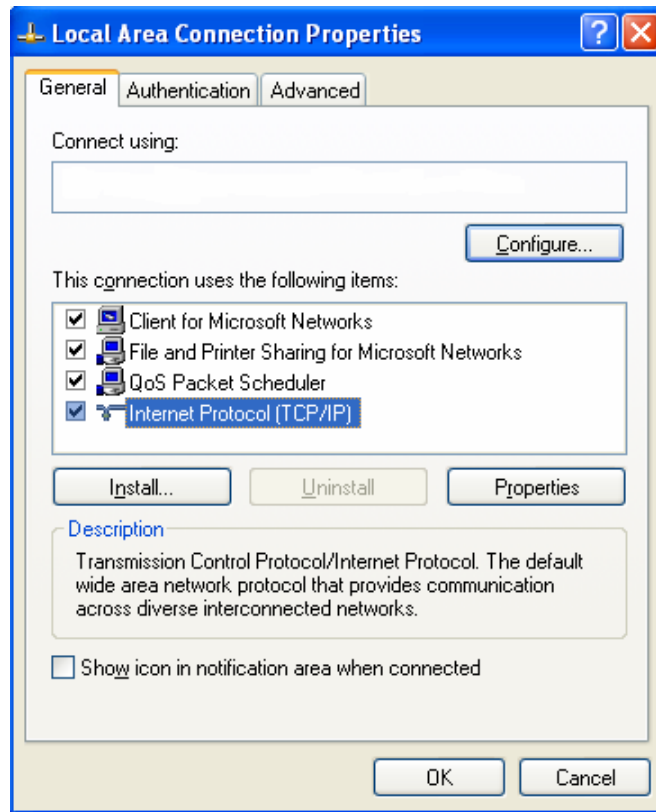 Local Area Connection Properties
General Authentication Advanced
Connect using:
Configure...
This connection uses the following items:
Client for Microsoft Networks
File and Printer Sharing for Microsoft Networks
QoS Packet Scheduler
Internet Protocol (TCP/IP)
Install... Uninstall Properties
Description
Transmission Control Protocol/Internet Protocol. The default
wide area network protocol that provides communication
across diverse interconnected networks.
Show icon in notification area when connected
OK Cancel